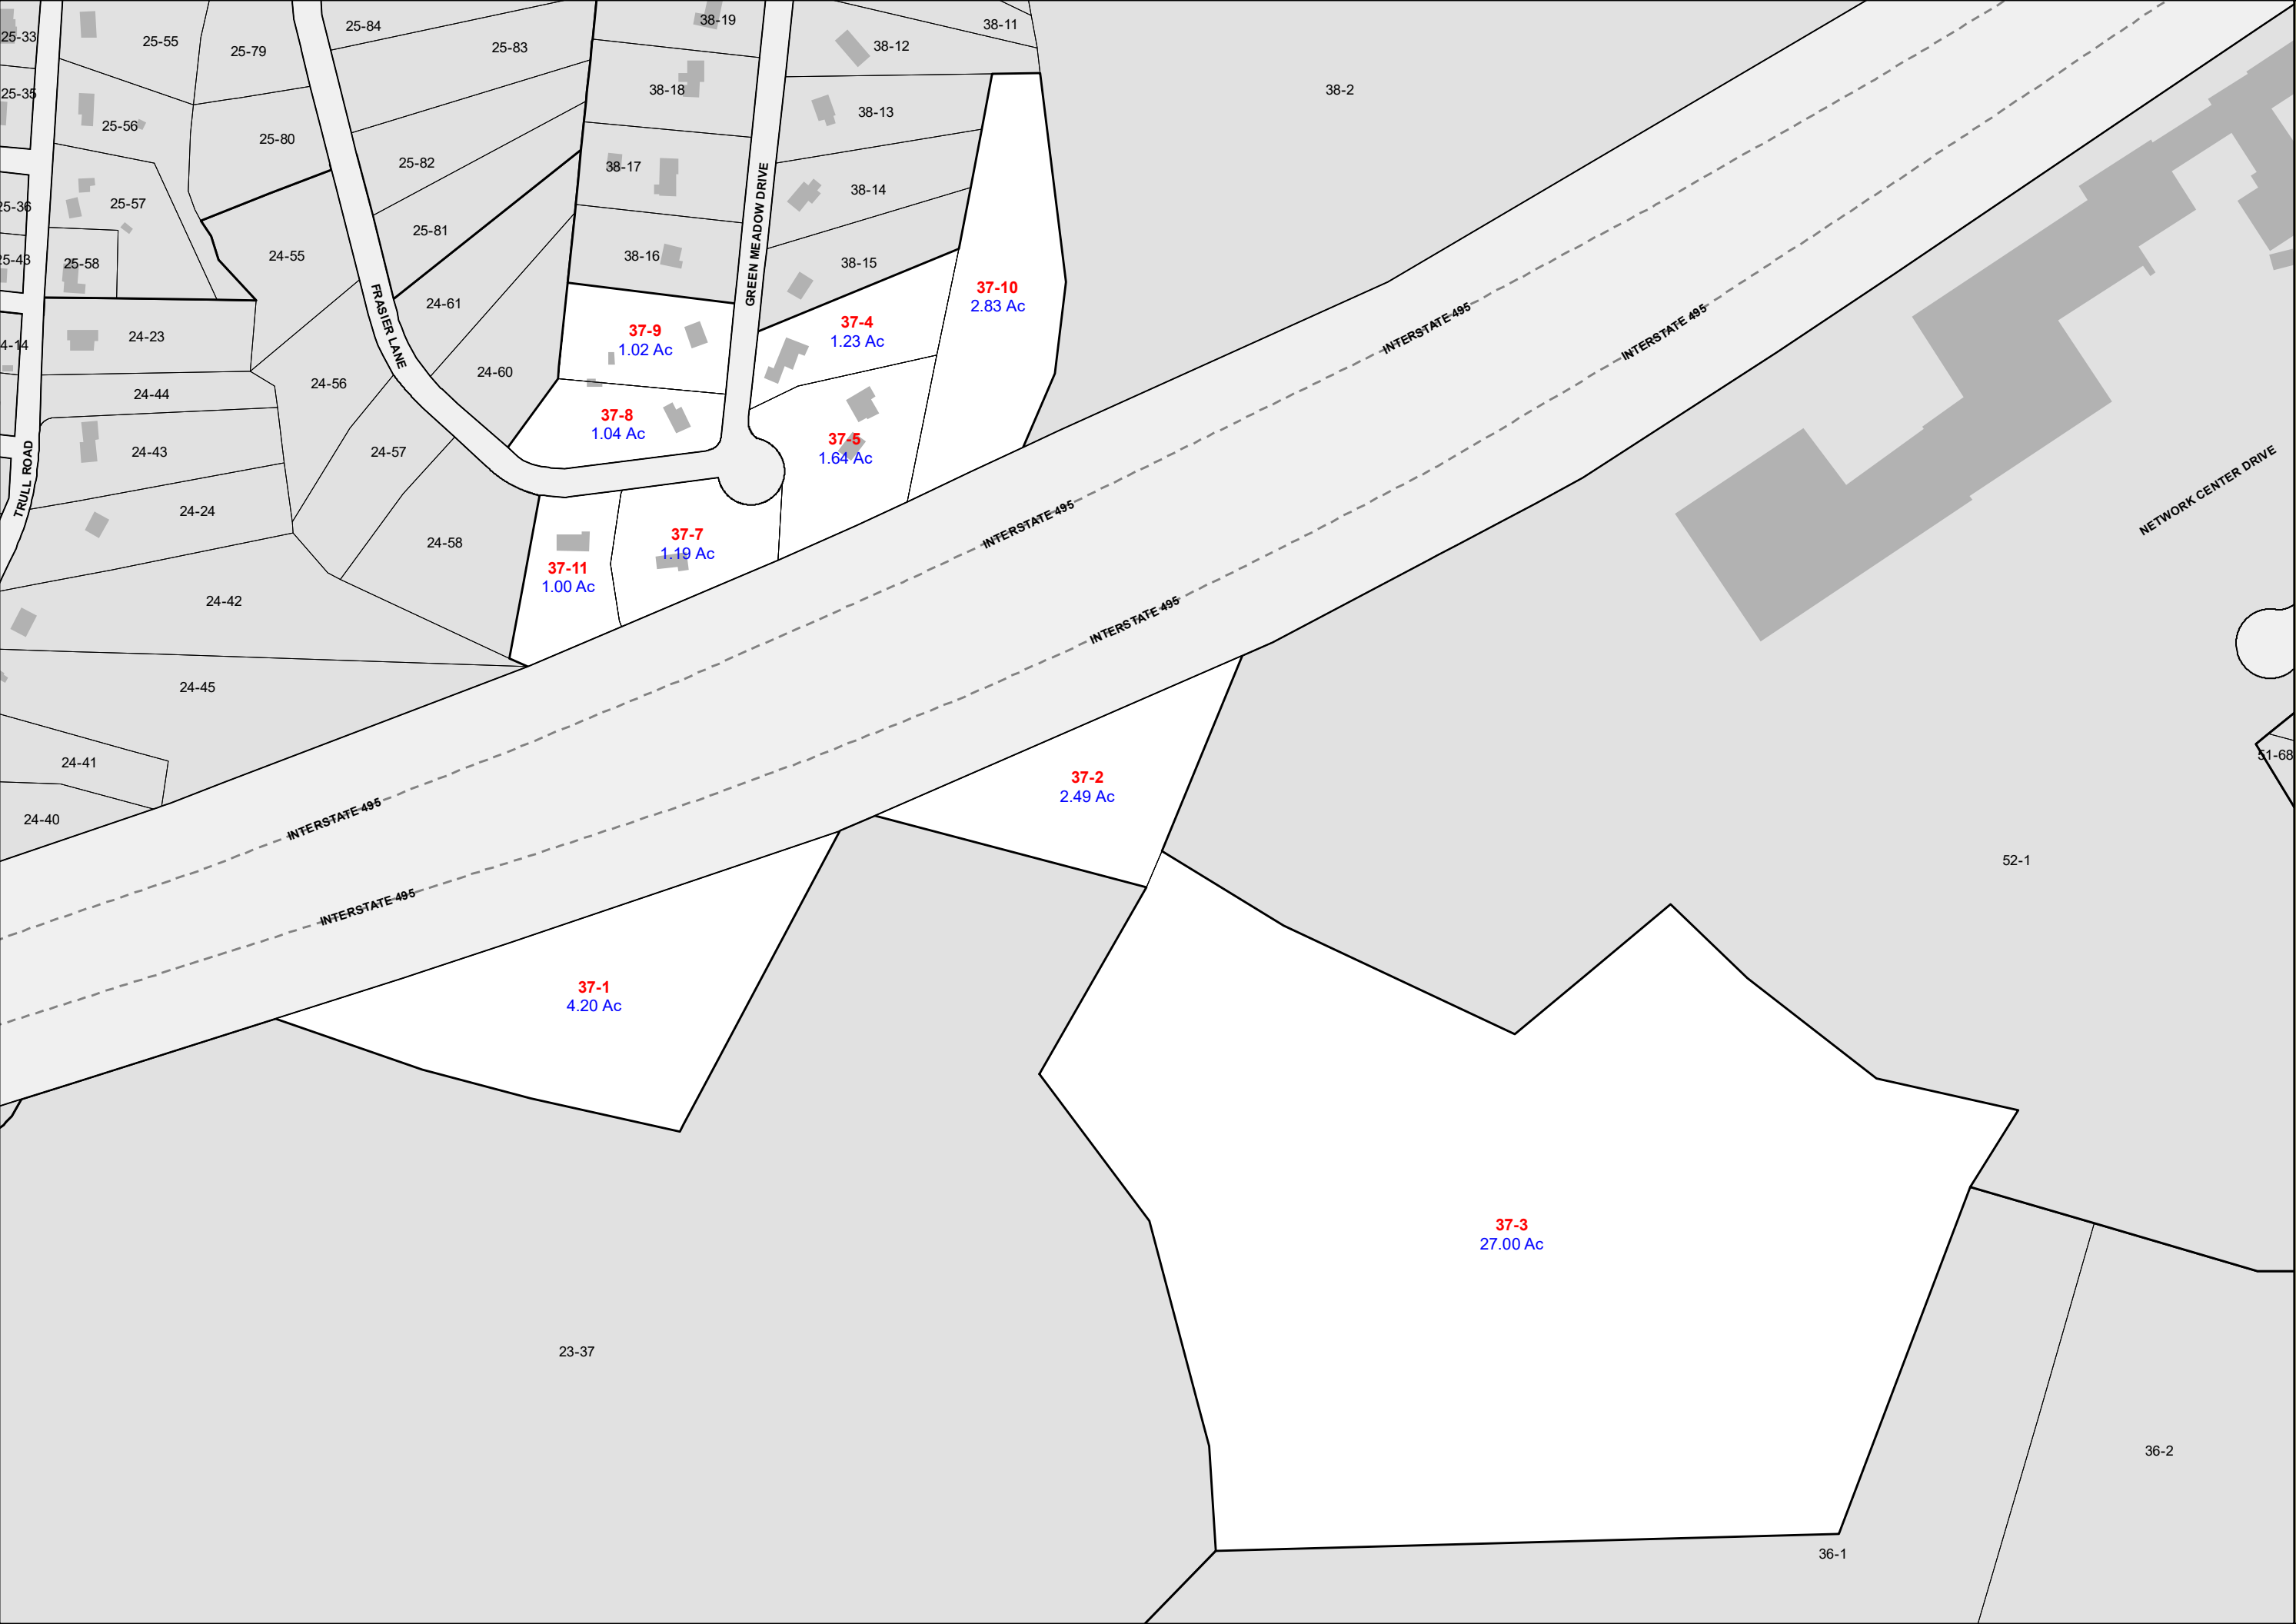 25-33
25-55
25-79
25-84
25-83
38-19
38-12
38-11
38-2
25-35
25-56
25-80
38-18
38-13
25-82
38-17
38-14
25-36
25-57
25-81
GREEN MEADOW DRIVE
25-43
25-58
24-55
38-16
38-15
24-61
37-10
2.83 Ac
FRASIER LANE
37-9
1.02 Ac
37-4
1.23 Ac
INTERSTATE 495
INTERSTATE 495
4-14
24-23
24-56
24-60
24-44
37-8
1.04 Ac
37-5
1.64 Ac
TRULL ROAD
24-43
24-57
NETWORK CENTER DRIVE
24-24
24-58
37-7
1.19 Ac
INTERSTATE 495
37-11
1.00 Ac
24-42
INTERSTATE 495
24-45
24-41
51-68
37-2
2.49 Ac
24-40
INTERSTATE 495
52-1
INTERSTATE 495
37-1
4.20 Ac
37-3
27.00 Ac
23-37
36-2
36-1